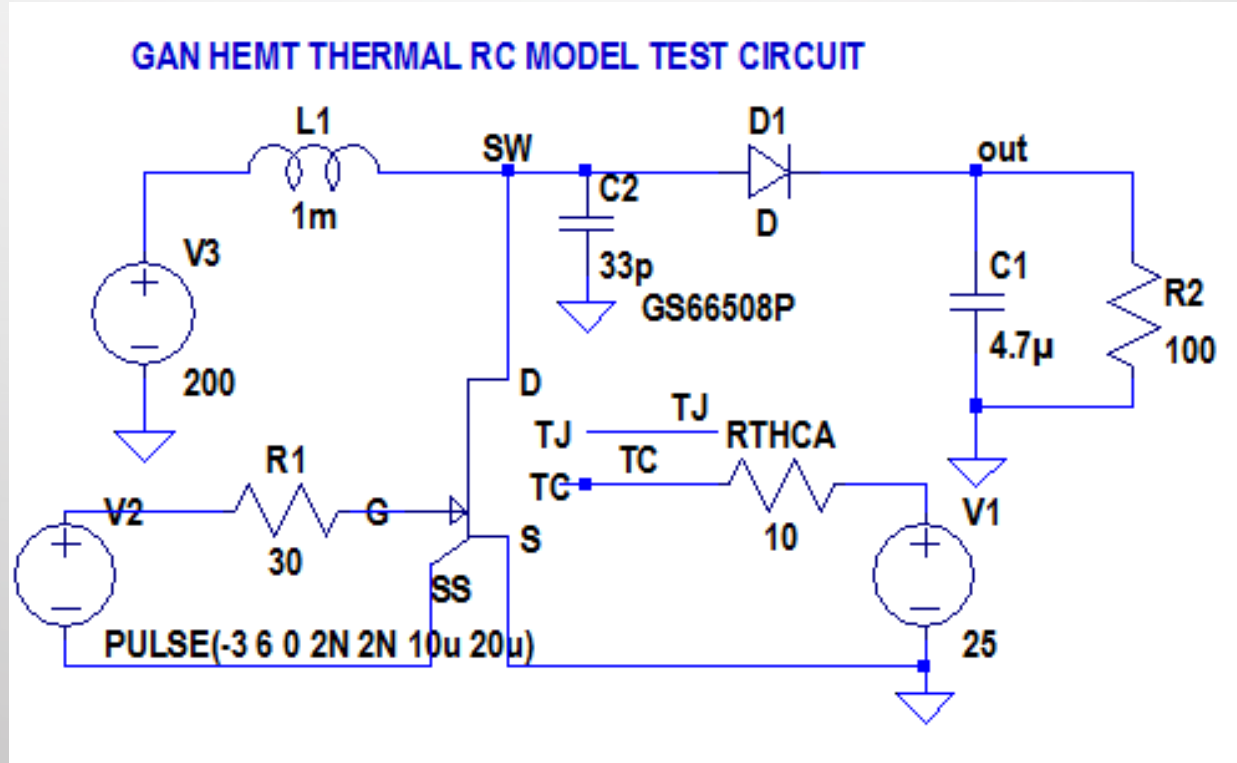 GAN HEMT THERMAL RC MODEL TEST CIRCUIT
L1
1m
SW
D1
D
out
C2
33p
GS66508P
V3
200
C1
4.7µ
R2
100
D
TJ
TJ
RTHCA
TC
TC
10
R1
30
G
S
SS
V2
PULSE(-3 6 0 2N 2N 10u 20µ)
V1
25